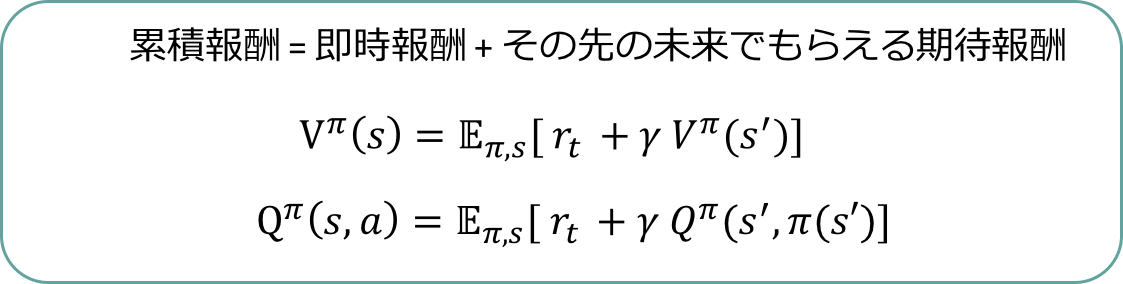 累積報酬 = 即時報酬 + その先の未来でもらえる期待報酬
V^π(s) = 𝔼_{π,s}[ r_t + γ V^π(s′)]
Q^π(s, a) = 𝔼_{π,s}[ r_t + γ Q^π(s′, π(s′)]